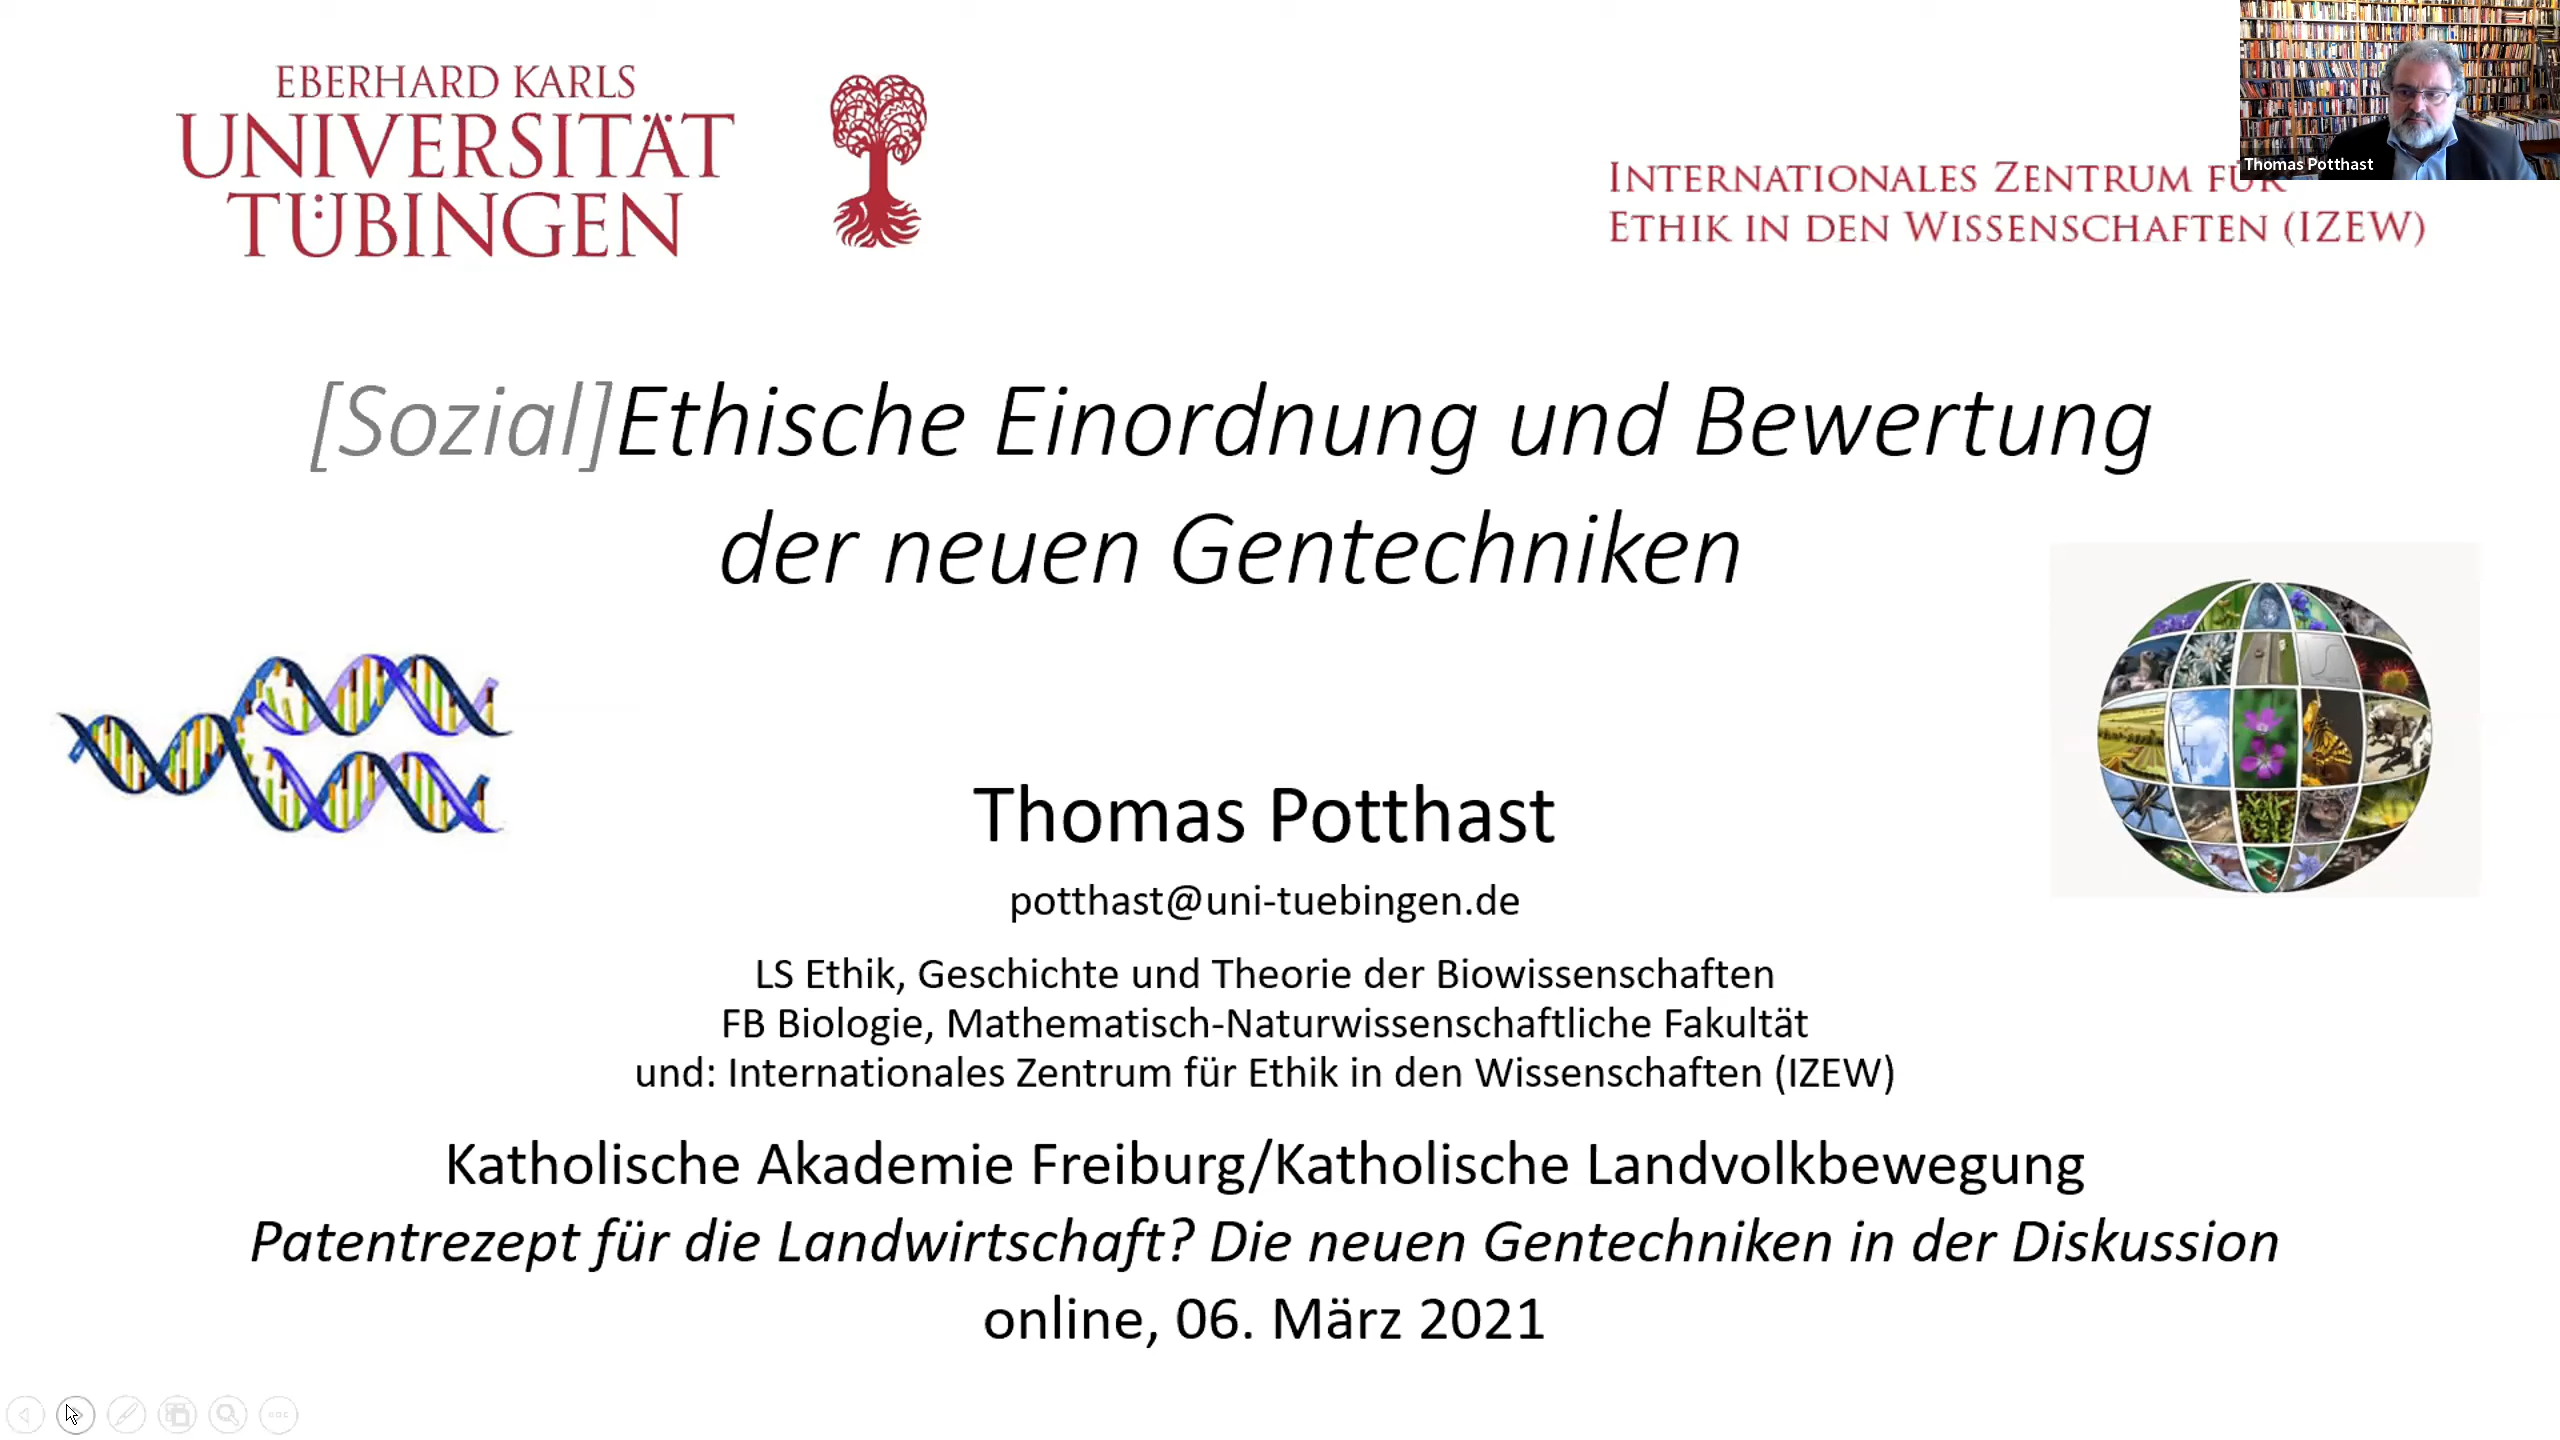 EBERHARD KARLS
UNIVERSITÄT
TÜBINGEN
INTERNATIONALES ZENTRUM FÜR
ETHIK IN DEN WISSENSCHAFTEN (IZEW)
Thomas Potthast
[Sozial]Ethische Einordnung und Bewertung
der neuen Gentechniken
Thomas Potthast
potthast@uni-tuebingen.de
LS Ethik, Geschichte und Theorie der Biowissenschaften
FB Biologie, Mathematisch-Naturwissenschaftliche Fakultät
und: Internationales Zentrum für Ethik in den Wissenschaften (IZEW)
Katholische Akademie Freiburg/Katholische Landvolkbewegung
Patentrezept für die Landwirtschaft? Die neuen Gentechniken in der Diskussion
online, 06. März 2021